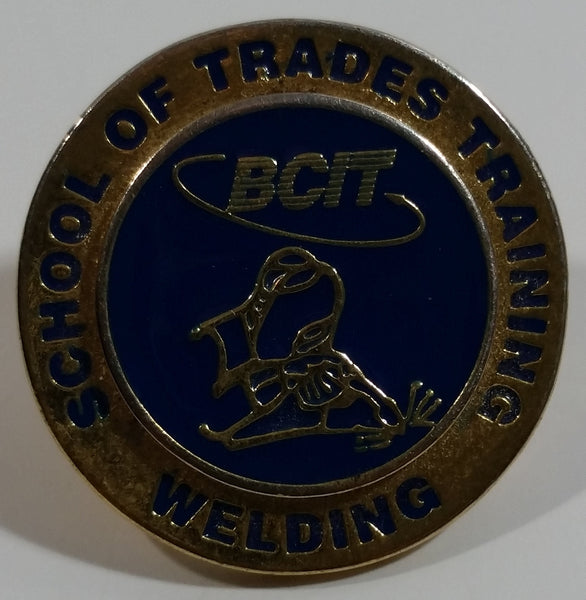 SCHOOL OF TRADES TRAINING
BCIT
WELDING